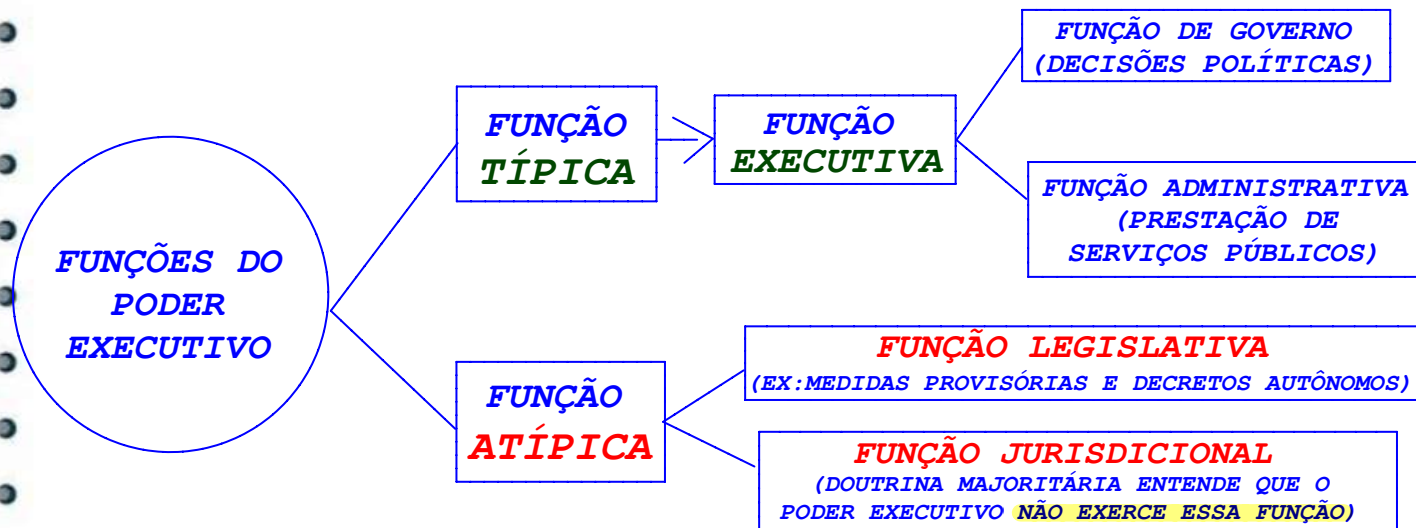 FUNÇÕES DO
PODER
EXECUTIVO
FUNÇÃO
TÍPICA
FUNÇÃO
EXECUTIVA
FUNÇÃO DE GOVERNO
(DECISÕES POLÍTICAS)
FUNÇÃO ADMINISTRATIVA
(PRESTAÇÃO DE
SERVIÇOS PÚBLICOS)
FUNÇÃO
ATÍPICA
FUNÇÃO LEGISLATIVA
(EX:MEDIDAS PROVISÓRIAS E DECRETOS AUTÔNOMOS)
FUNÇÃO JURISDICIONAL
(DOUTRINA MAJORITÁRIA ENTENDE QUE O
PODER EXECUTIVO NÃO EXERCE ESSA FUNÇÃO)